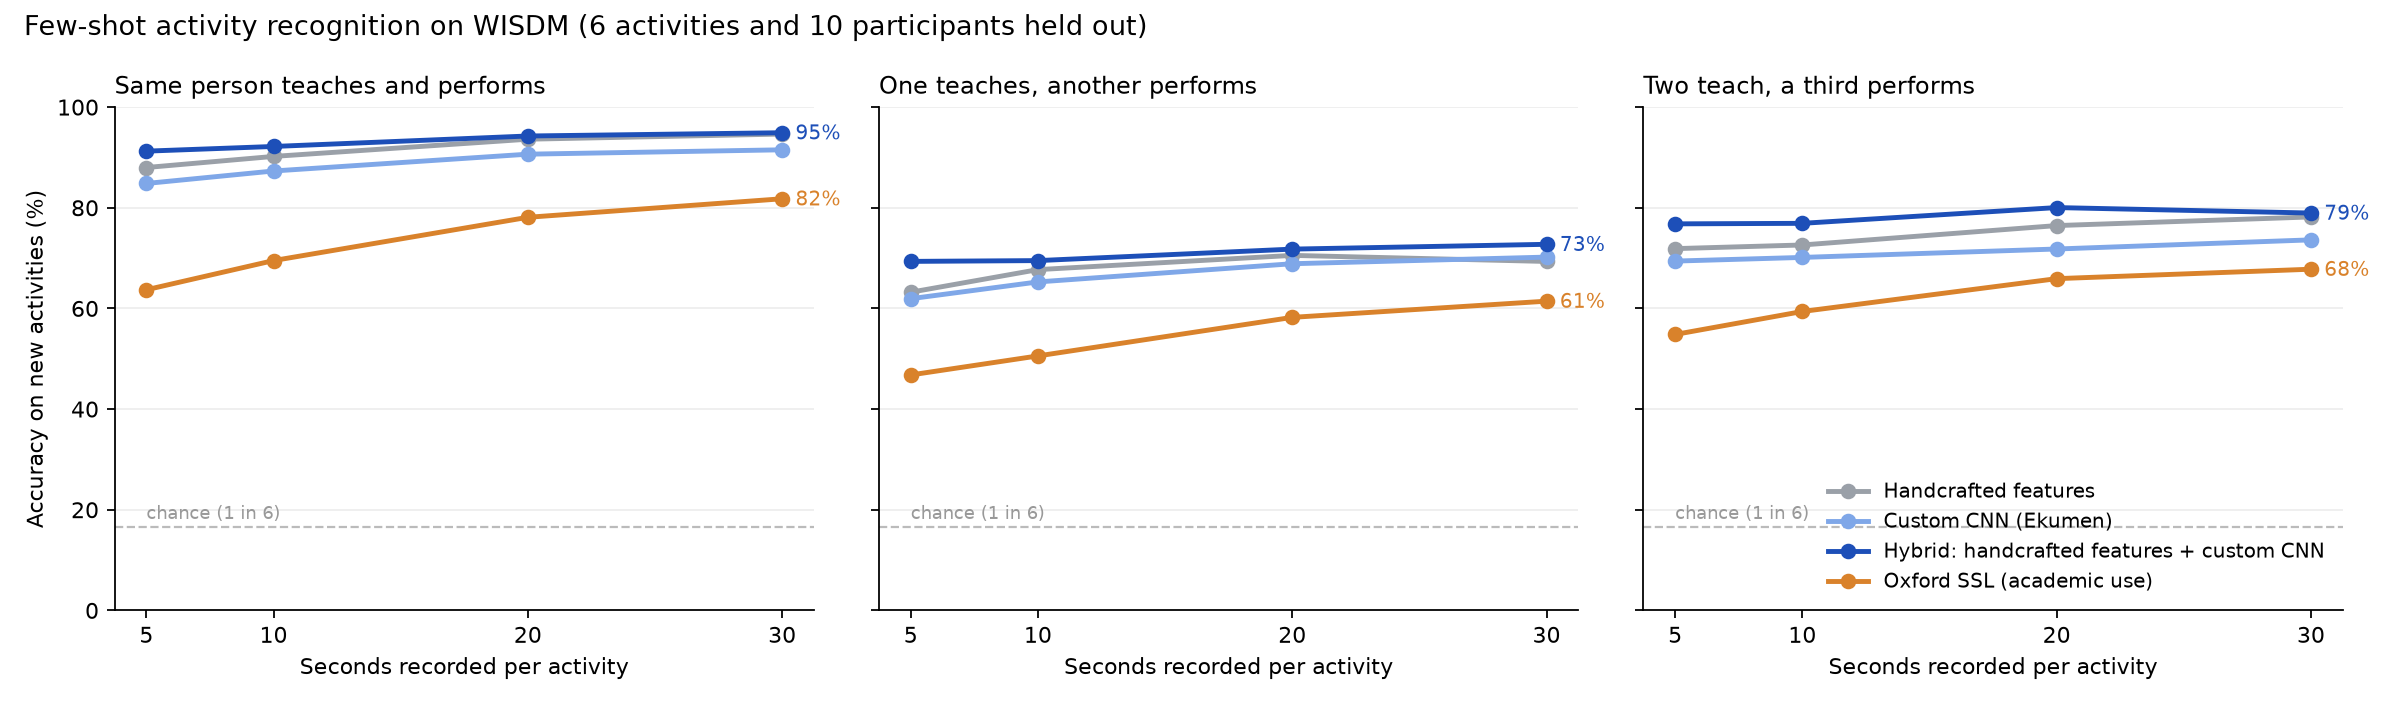 Few-shot activity recognition on WISDM (6 activities and 10 participants held out)
Same person teaches and performs
Accuracy on new activities (%)
100
80
60
40
20
0
95%
82%
chance (1 in 6)
5 10 20 30
Seconds recorded per activity
One teaches, another performs
73%
61%
chance (1 in 6)
5 10 20 30
Seconds recorded per activity
Two teach, a third performs
79%
68%
chance (1 in 6)
Handcrafted features
Custom CNN (Ekumen)
Hybrid: handcrafted features + custom CNN
Oxford SSL (academic use)
5 10 20 30
Seconds recorded per activity